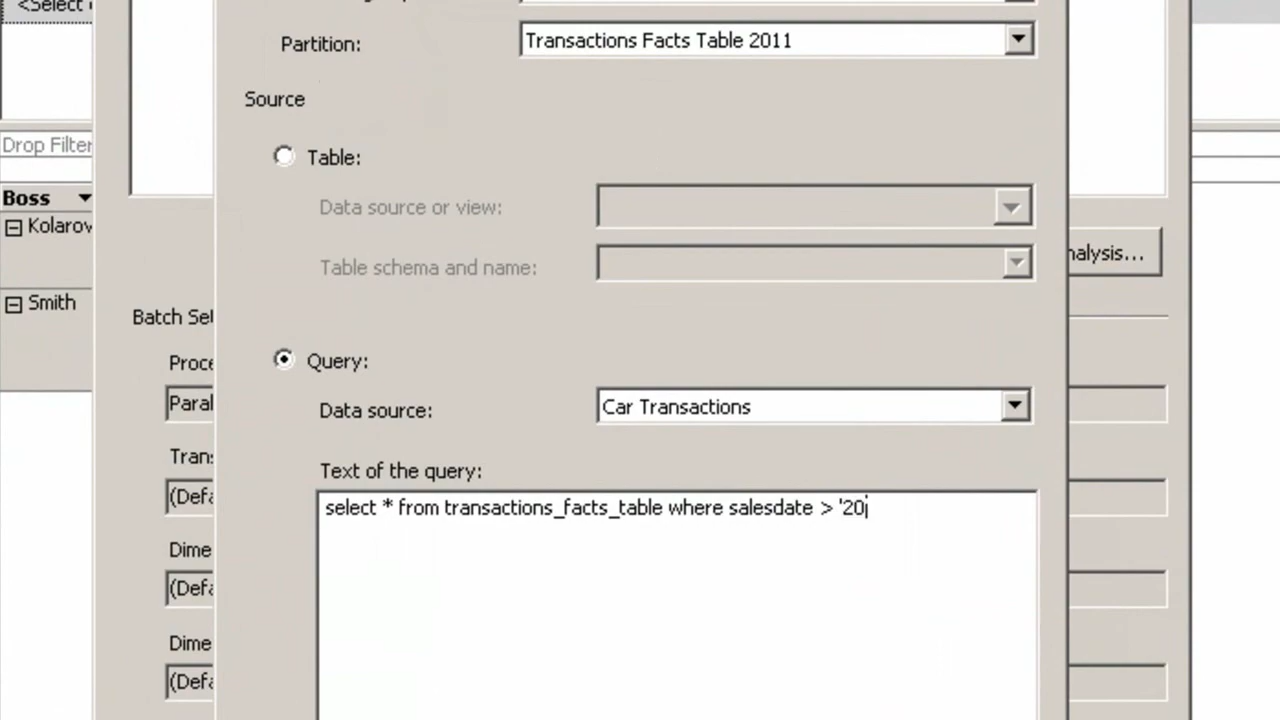 <Select
Partition:
Transactions Facts Table 2011
Source
Drop Filter
Table:
Boss
Data source or view:
Kolarov
nalysis...
Table schema and name:
Smith
Batch Set
Proce
Query:
Paral
Data source:
Car Transactions
Trans
Text of the query:
(Defa
select * from transactions_facts_table where salesdate > '20
Dime
(Defa
Dime
(Defa